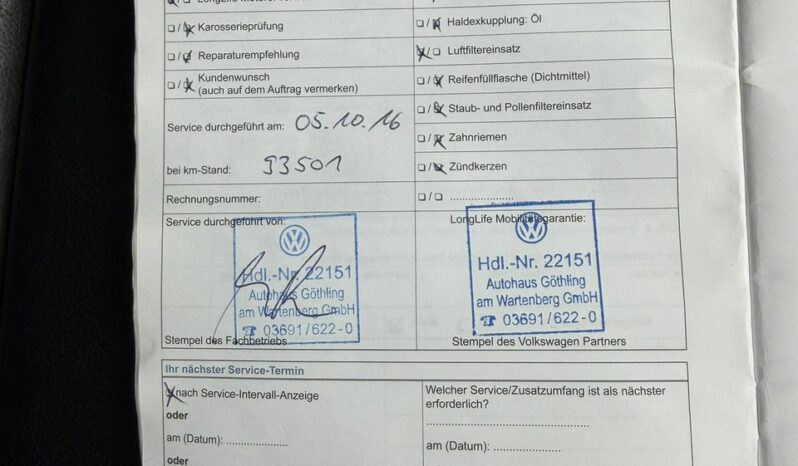 Karosserieprüfung
Reparaturempfehlung
Kundenwunsch
(auch auf dem Auftrag vermerken)
Haldexkupplung: Öl
Luftfiltereinsatz
Reifenfüllflasche (Dichtmittel)
Staub- und Pollenfiltereinsatz
Zahnriemen
Zündkerzen
Service durchgeführt am: 05.10.16
bei km-Stand: 93501
Rechnungsnummer:
Service durchgeführt von:
Hdl.-Nr. 22151
Autohaus Göthling
am Wartenberg GmbH
☎ 03691/622-0
Stempel des Fachbetriebs
LongLife Mobilitätsgarantie:
Hdl.-Nr. 22151
Autohaus Göthling
am Wartenberg GmbH
☎ 03691/622-0
Stempel des Volkswagen Partners
Ihr nächster Service-Termin
nach Service-Intervall-Anzeige
oder
am (Datum):
oder
Welcher Service/Zusatzumfang ist als nächster
erforderlich?
am (Datum):